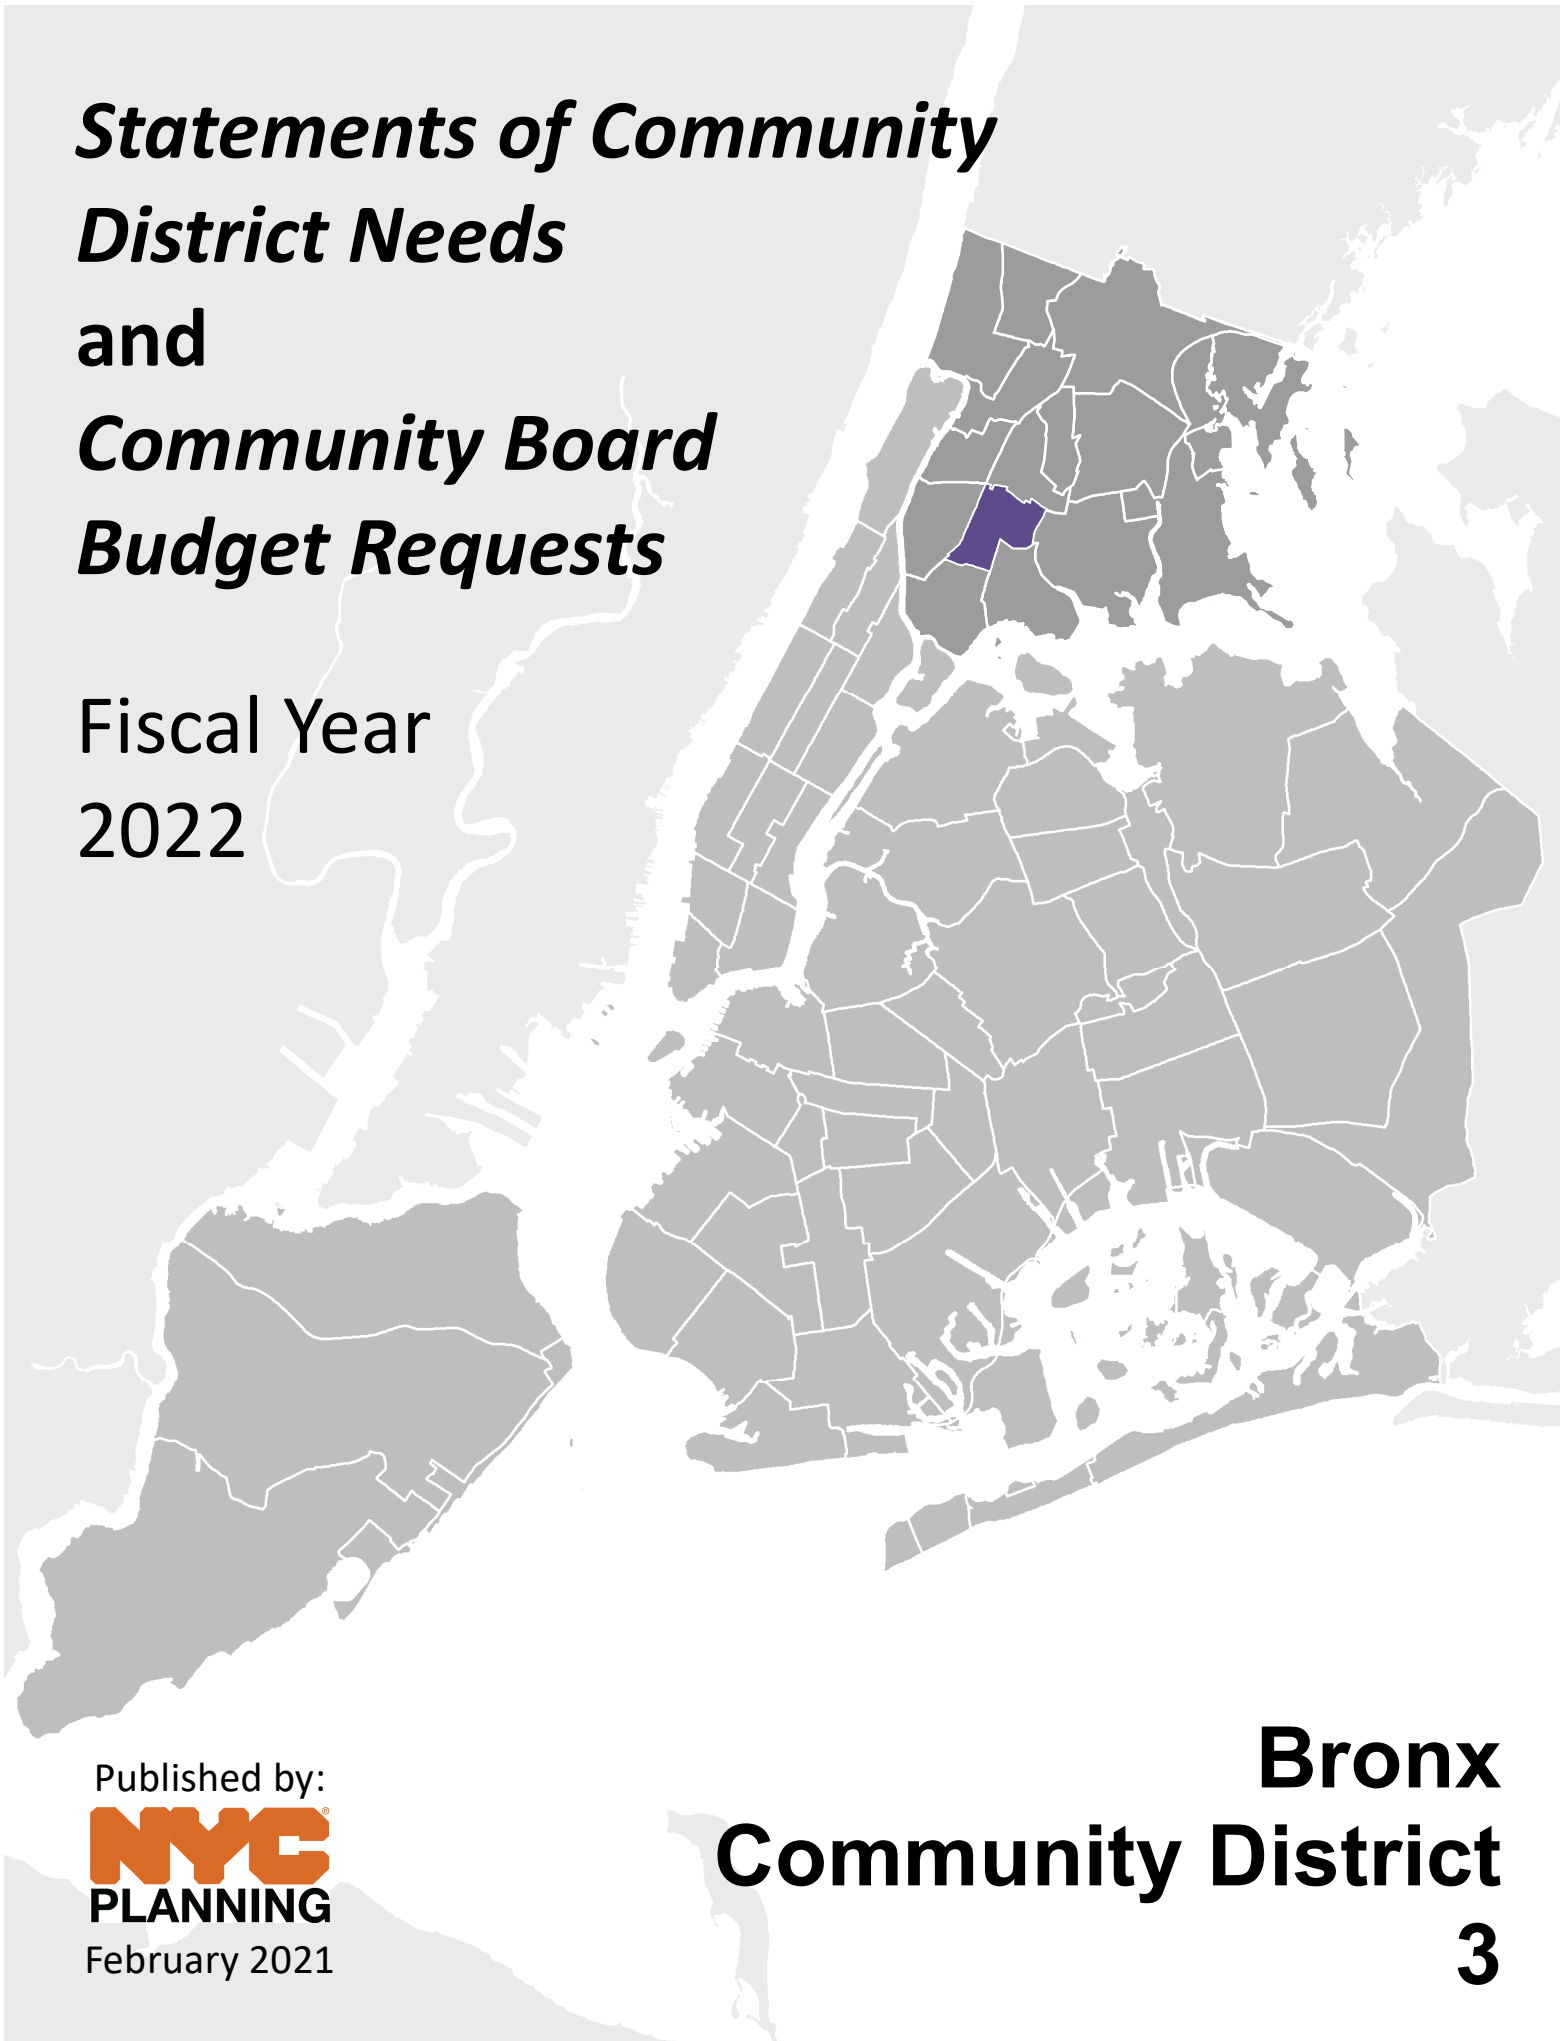 Statements of Community
District Needs
and
Community Board
Budget Requests
Fiscal Year
2022
Published by:
NYC®
PLANNING
February 2021
Bronx
Community District
3